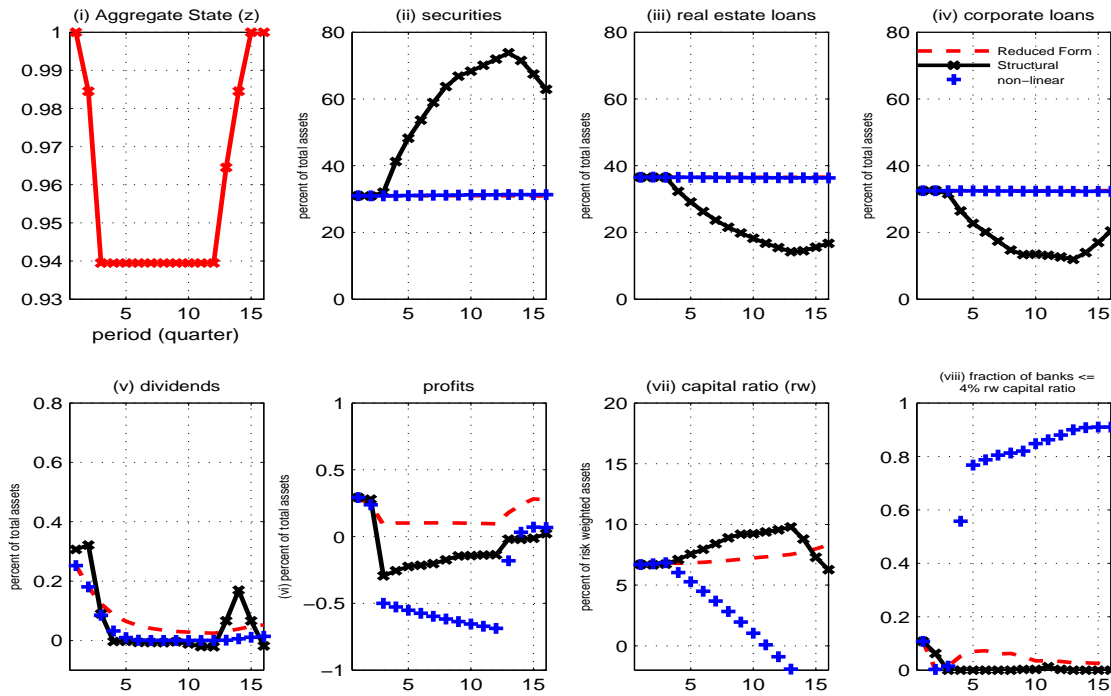 (i) Aggregate State (z)
1
0.99
0.98
0.97
0.96
0.95
0.94
0.93
5 10 15
period (quarter)
(ii) securities
percent of total assets
80
60
40
20
0
5 10 15
(iii) real estate loans
percent of total assets
80
60
40
20
0
5 10 15
(iv) corporate loans
percent of total assets
80
60
40
20
0
5 10 15
Reduced Form
Structural
non−linear
(v) dividends
percent of total assets
0.8
0.6
0.4
0.2
0
5 10 15
profits
(vi) percent of total assets
1
0.5
0
−0.5
−1
5 10 15
(vii) capital ratio (rw)
percent of risk weighted assets
20
15
10
5
0
5 10 15
(viii) fraction of banks <=
4% rw capital ratio
1
0.8
0.6
0.4
0.2
0
5 10 15